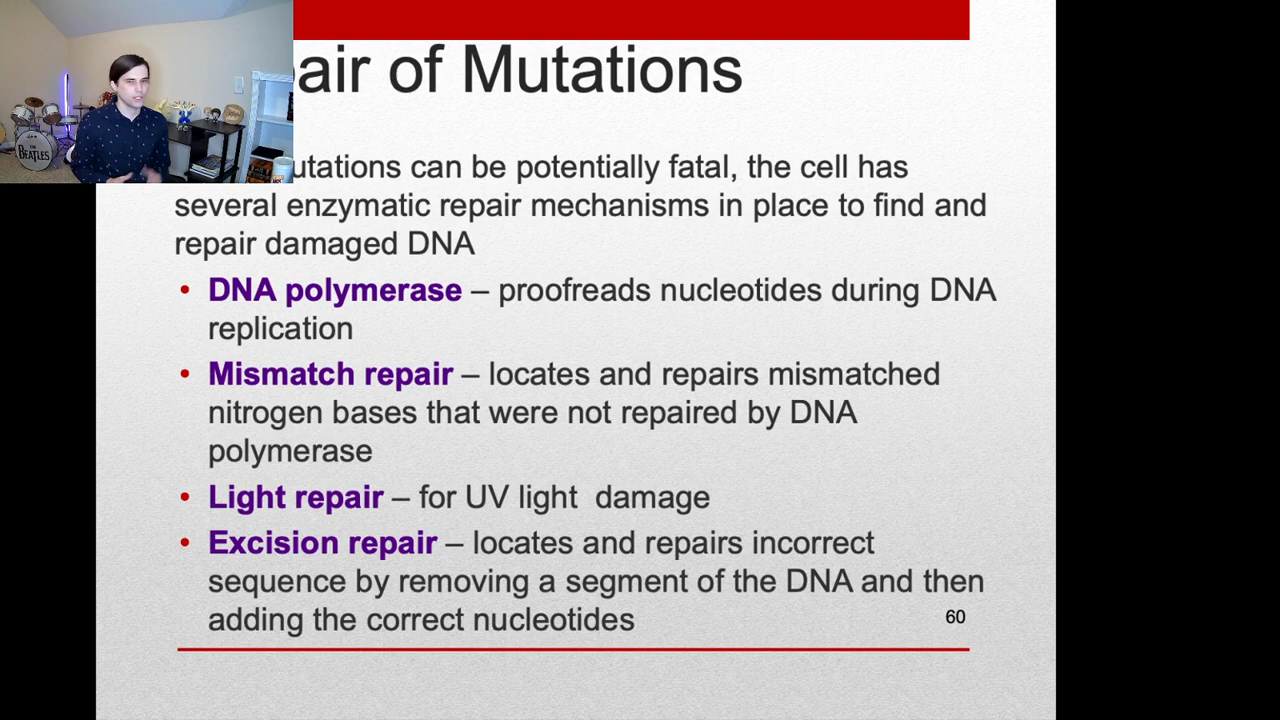 pair of Mutations
utations can be potentially fatal, the cell has
several enzymatic repair mechanisms in place to find and
repair damaged DNA
• DNA polymerase – proofreads nucleotides during DNA
replication
• Mismatch repair – locates and repairs mismatched
nitrogen bases that were not repaired by DNA
polymerase
• Light repair – for UV light damage
• Excision repair – locates and repairs incorrect
sequence by removing a segment of the DNA and then
adding the correct nucleotides
60
THE
BEATLES